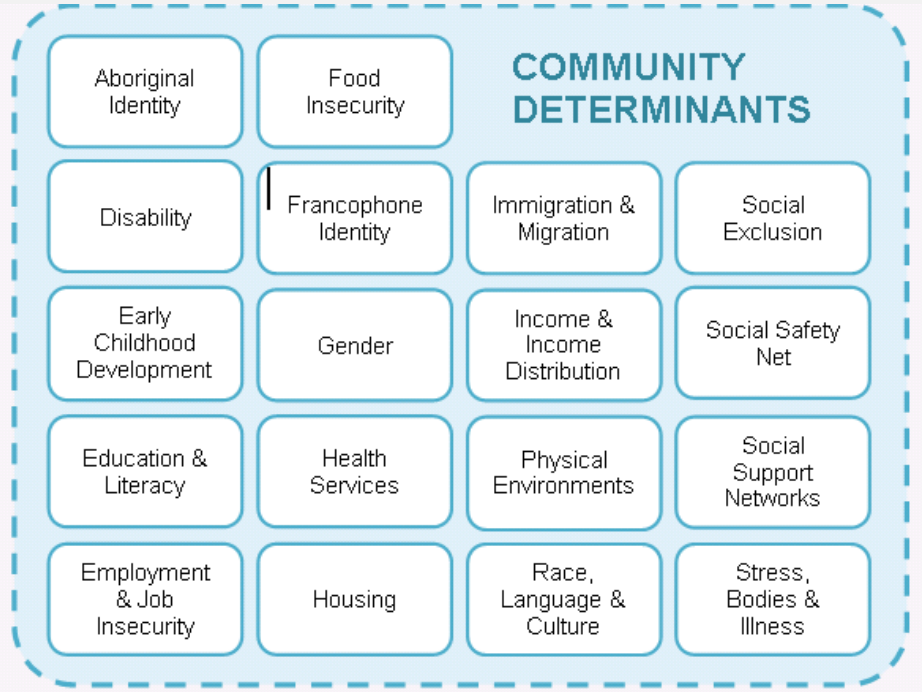 Aboriginal
Identity
Food
Insecurity
COMMUNITY
DETERMINANTS
Disability
Francophone
Identity
Immigration &
Migration
Social
Exclusion
Early
Childhood
Development
Gender
Income &
Income
Distribution
Social Safety
Net
Education &
Literacy
Health
Services
Physical
Environments
Social
Support
Networks
Employment
& Job
Insecurity
Housing
Race,
Language &
Culture
Stress,
Bodies &
Illness